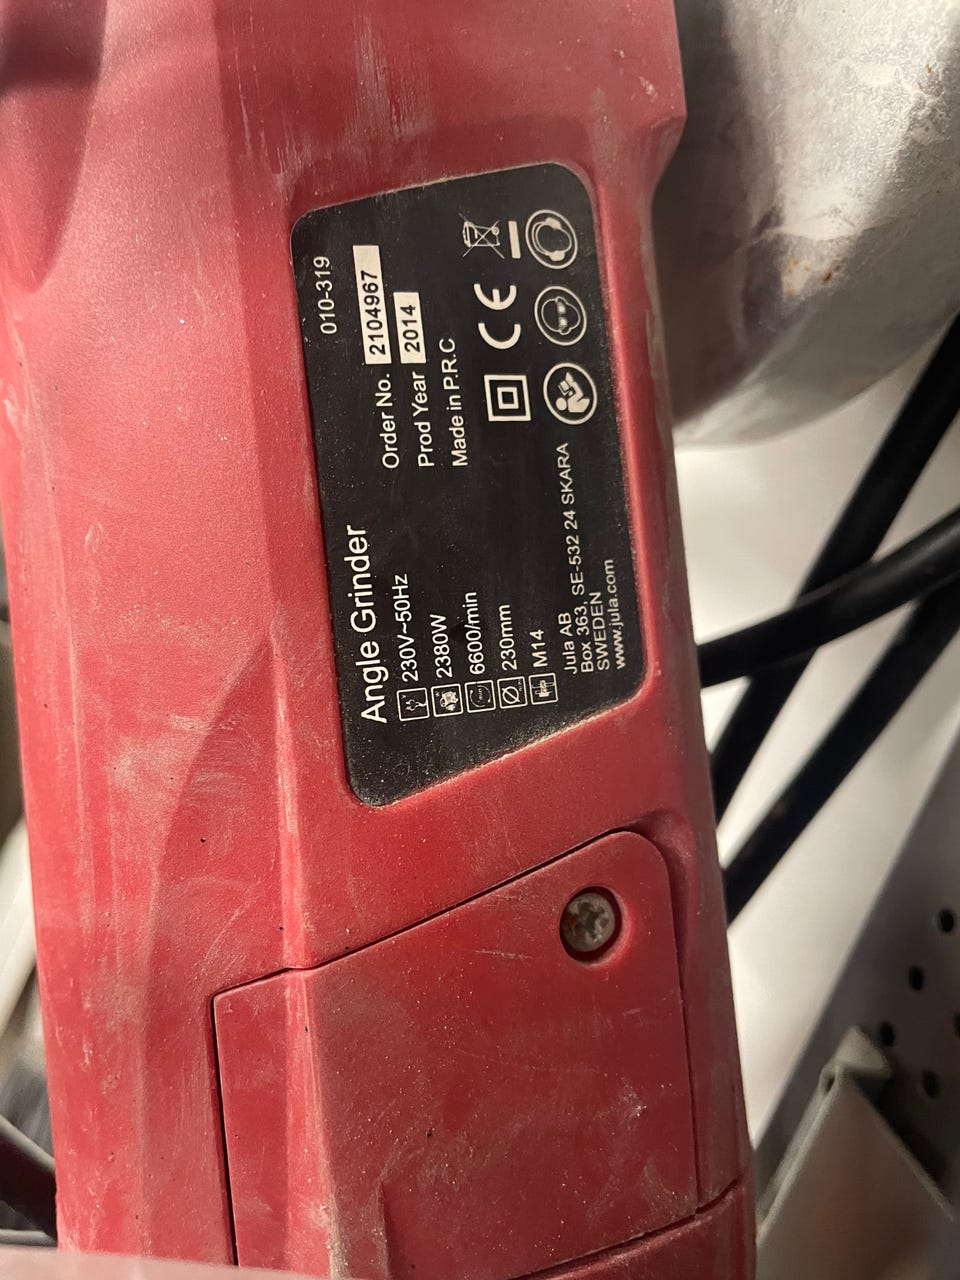 010-319
Angle Grinder
230V~50Hz
2380W
6600/min
230mm
M14
Order No. 2104967
Prod Year 2014
Made in P.R.C
CE
Jula AB
Box 363, SE-532 24 SKARA
SWEDEN
www.jula.com